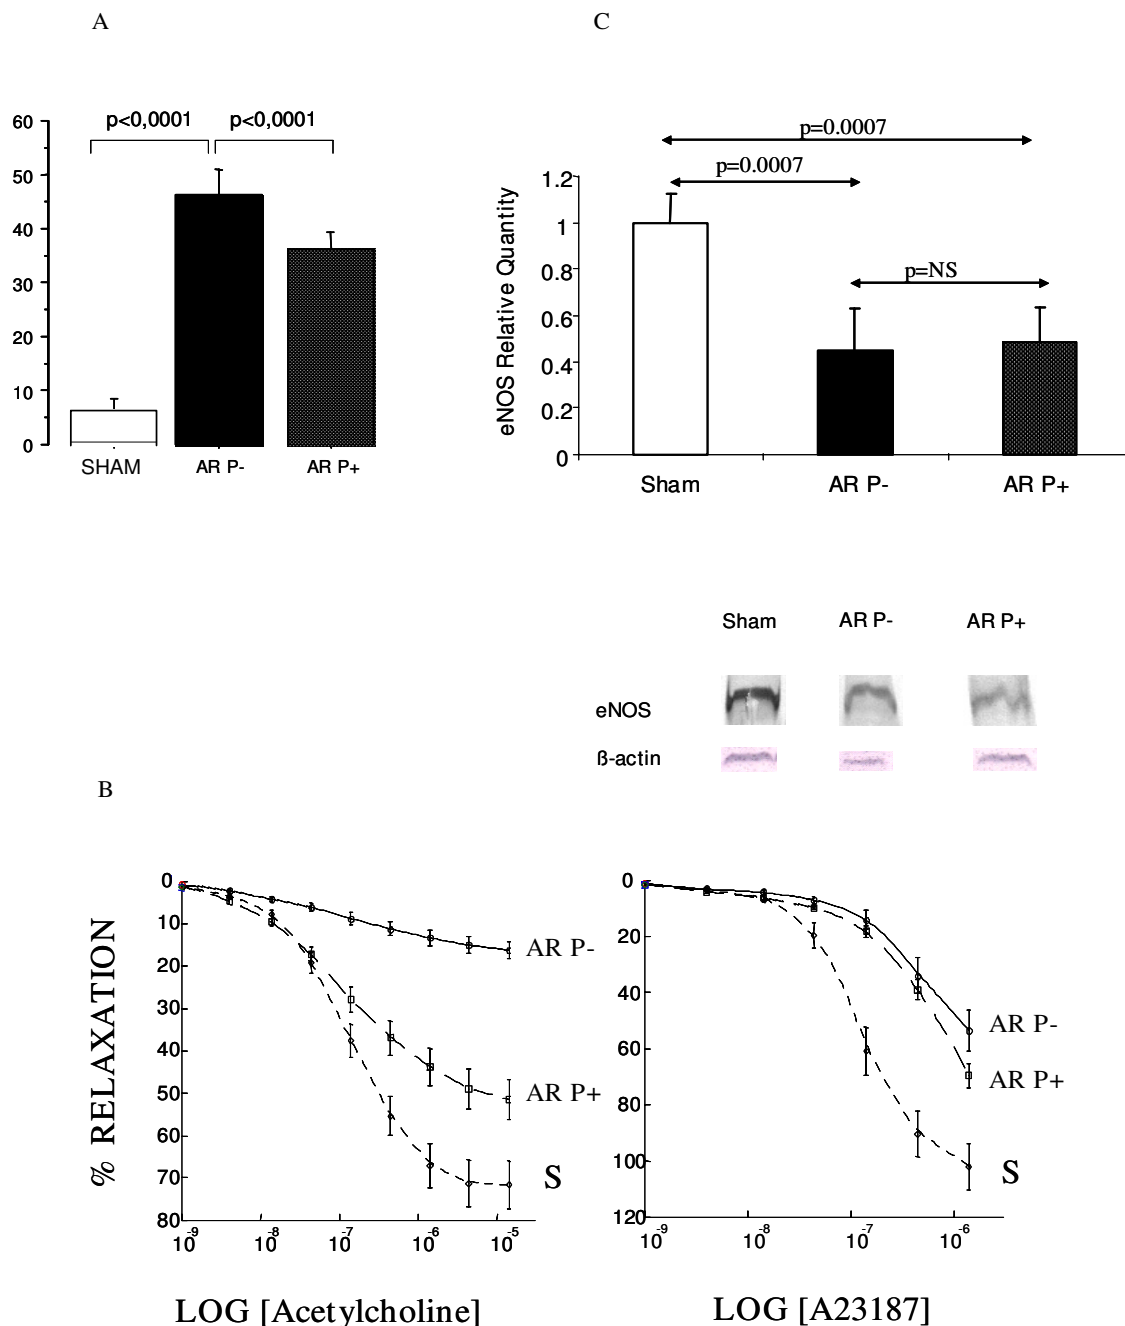 A
p<0,0001 p<0,0001
60
50
40
30
20
10
0
SHAM AR P- AR P+
C
p=0.0007
p=0.0007
p=NS
eNOS Relative Quantity
1.2
1
0.8
0.6
0.4
0.2
0
Sham AR P- AR P+
Sham AR P- AR P+
eNOS
ß-actin
B
% RELAXATION
0
10
20
30
40
50
60
70
80
AR P-
AR P+
S
10-9 10-8 10-7 10-6 10-5
LOG [Acetylcholine]
0
20
40
60
80
100
120
AR P-
AR P+
S
10-9 10-8 10-7 10-6
LOG [A23187]